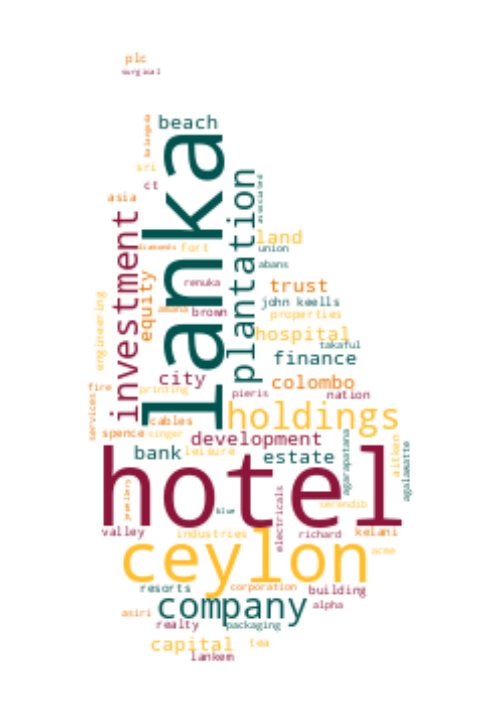 plc
surgical
balangoda
beach
lanka
sri
ct
asia
associated
plantation
investment
land
diamonds
fort
union
abans
renuka
trust
equity
engineering
amana
john keells
brown
properties
hospital
takaful
finance
city
colombo
fire
printing
pieris
nation
services
holdings
cables
spence
singer
development
bank
leisure
estate
agarapatana
aitken
agalawatte
hotel
jewellery
blue
electricals
serendib
valley
industries
richard
kelani
ceylon
acme
resorts
corporation
building
company
alpha
asiri
realty
packaging
capital
tea
lankem